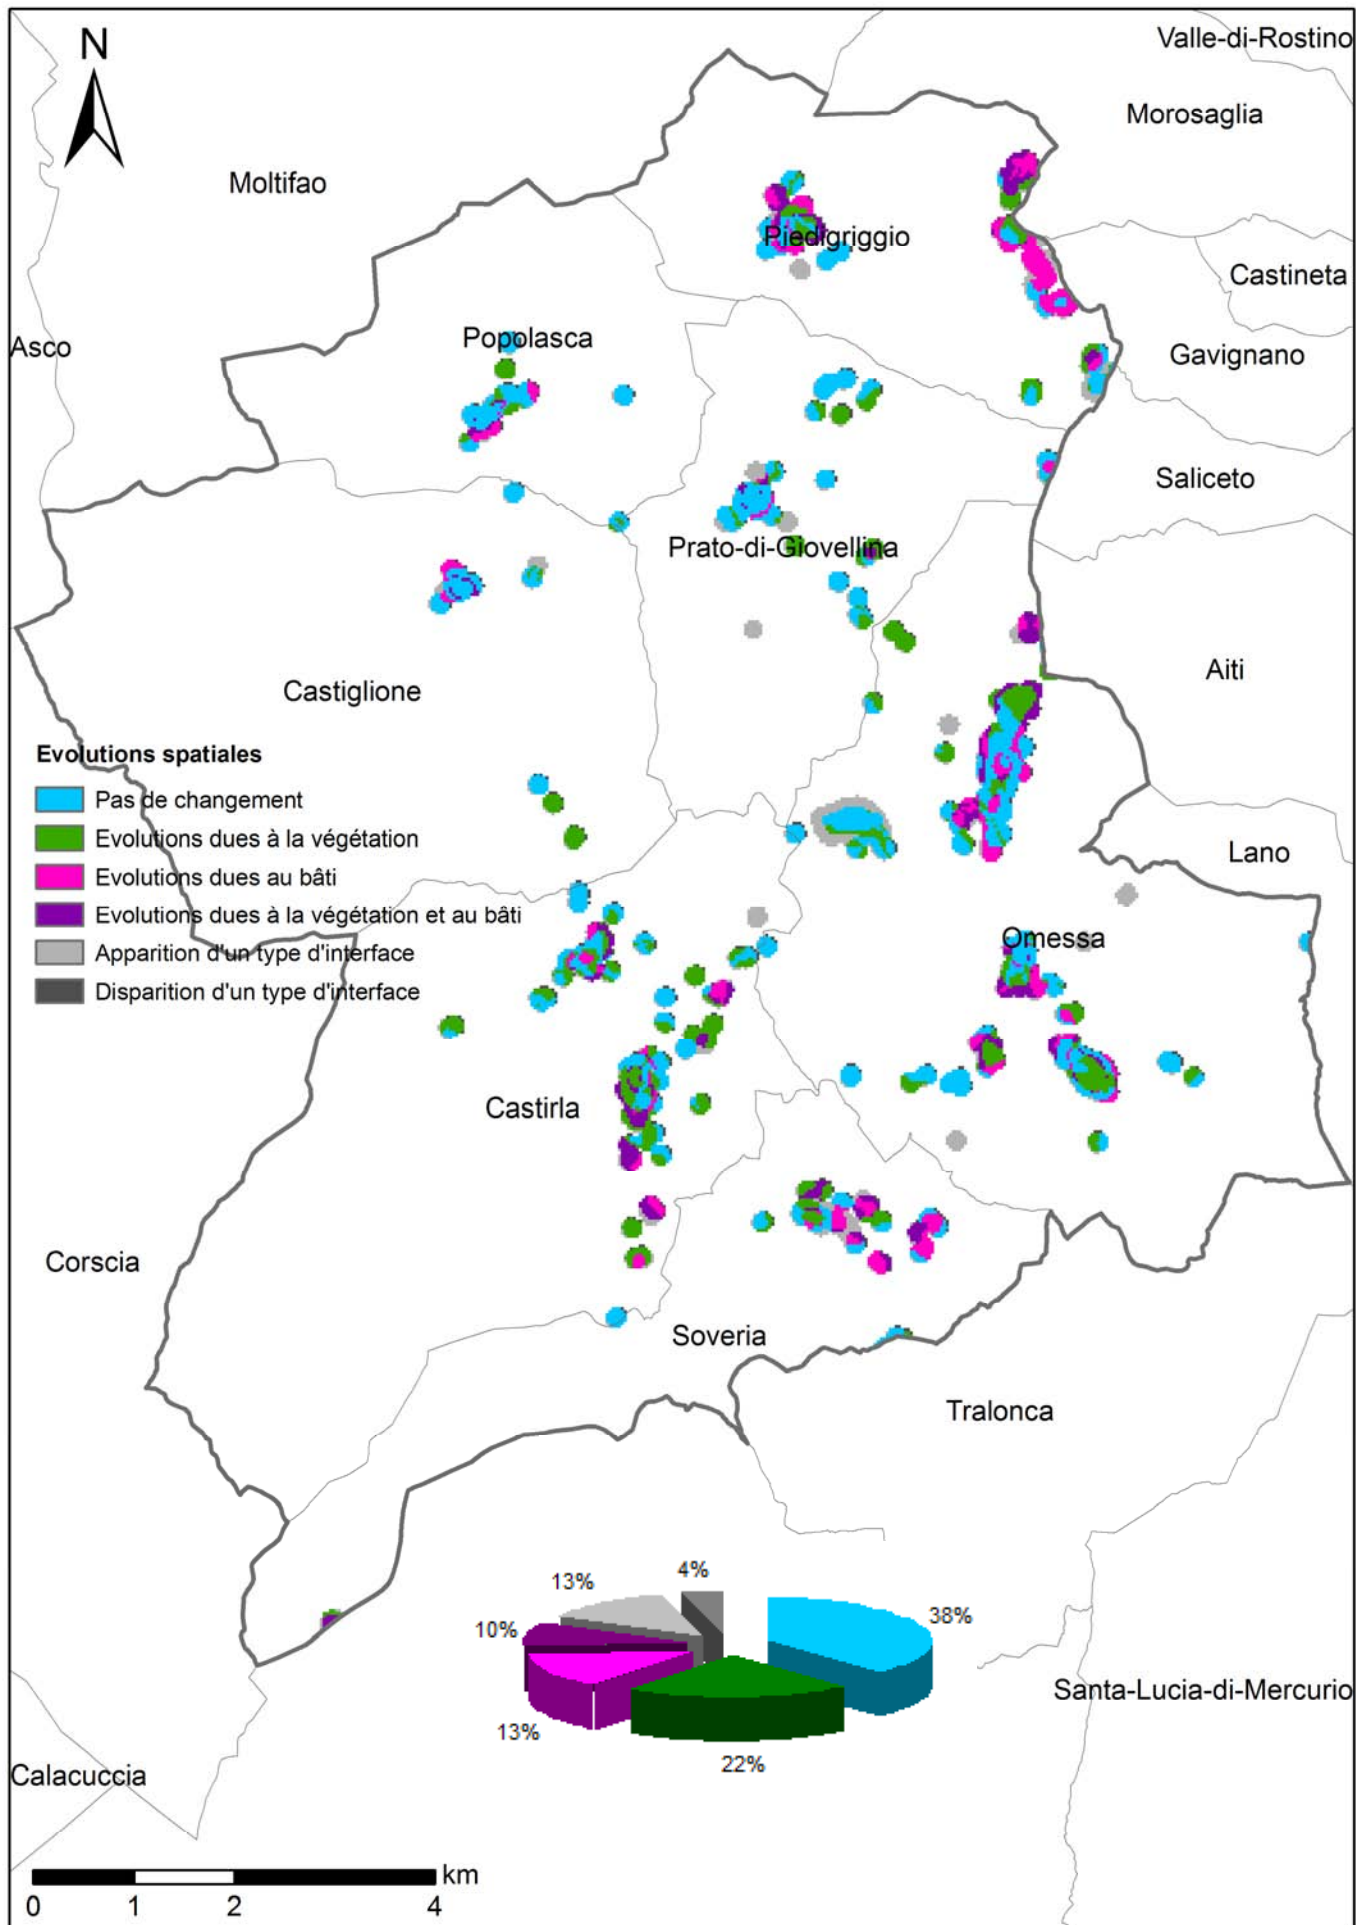 N
Valle-di-Rostino
Morosaglia
Moltifao
Piedigriggio
Castineta
Popolasca
Asco
Gavignano
Saliceto
Prato-di-Giovellina
Aiti
Castiglione
Evolutions spatiales
Pas de changement
Evolutions dues à la végétation
Evolutions dues au bâti
Evolutions dues à la végétation et au bâti
Apparition d'un type d'interface
Disparition d'un type d'interface
Lano
Omessa
Castirla
Corscia
Soveria
Tralonca
4%
13%
38%
10%
13%
22%
Santa-Lucia-di-Mercurio
Calacuccia
km
0 1 2 4